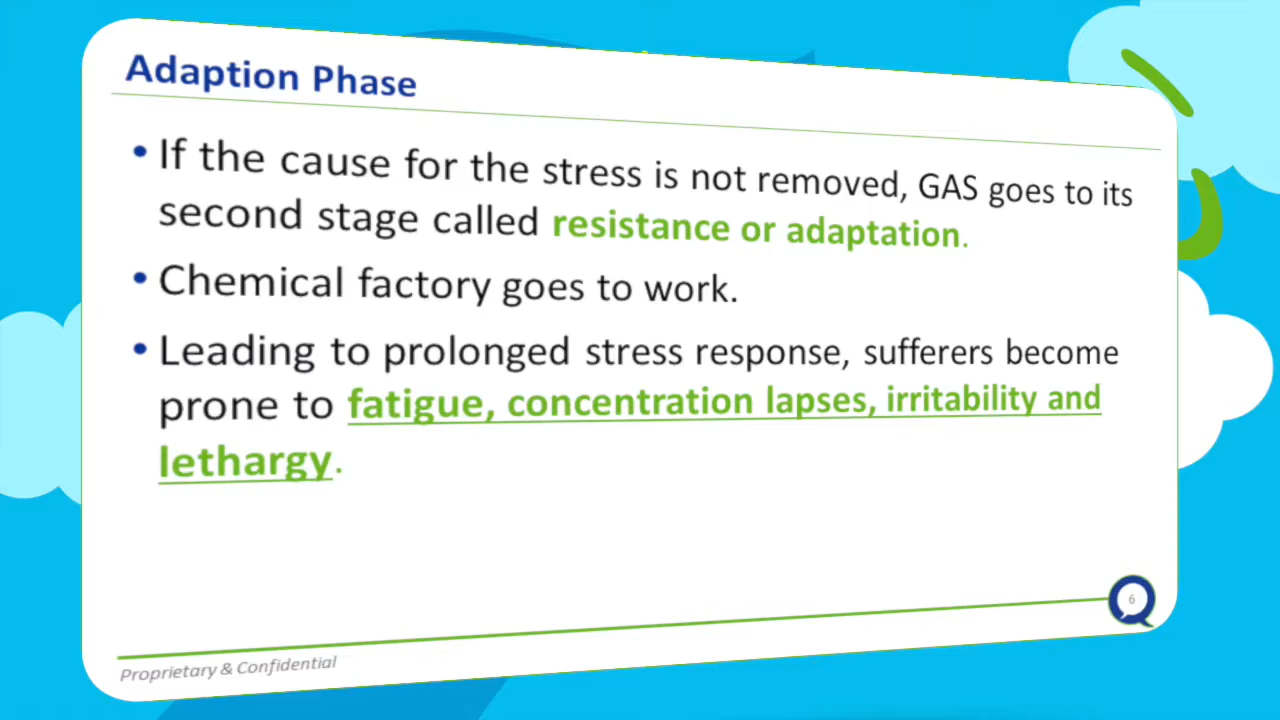 Adaption Phase
• If the cause for the stress is not removed, GAS goes to its
second stage called resistance or adaptation.
• Chemical factory goes to work.
• Leading to prolonged stress response, sufferers become
prone to fatigue, concentration lapses, irritability and
lethargy.
6
Proprietary & Confidential